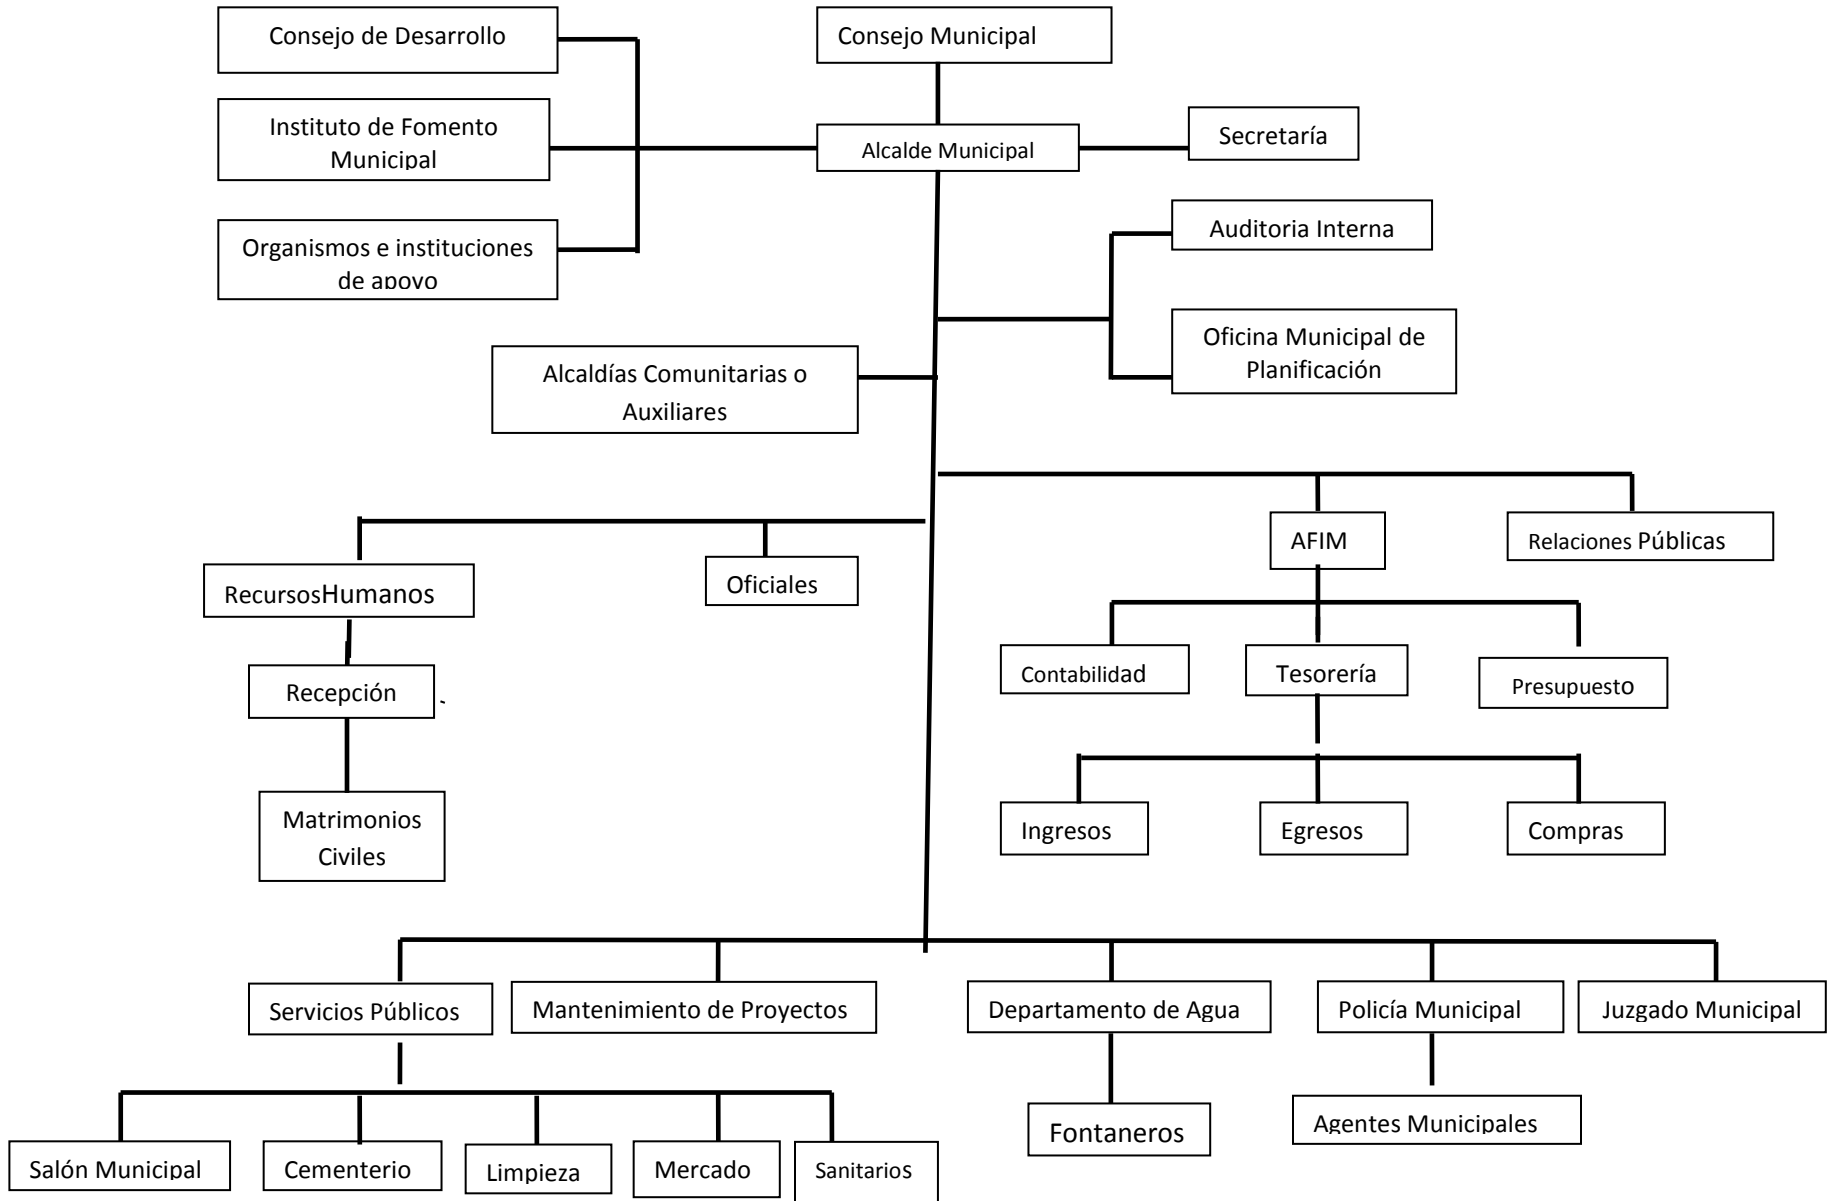 Consejo de Desarrollo
Consejo Municipal
Instituto de Fomento
Municipal
Alcalde Municipal
Secretaría
Organismos e instituciones
de apoyo
Auditoria Interna
Oficina Municipal de
Planificación
Alcaldías Comunitarias o
Auxiliares
AFIM
Relaciones Públicas
RecursosHumanos
Oficiales
Contabilidad
Tesorería
Presupuesto
Recepción
Matrimonios
Civiles
Ingresos
Egresos
Compras
Servicios Públicos
Mantenimiento de Proyectos
Departamento de Agua
Policía Municipal
Juzgado Municipal
Fontaneros
Agentes Municipales
Salón Municipal
Cementerio
Limpieza
Mercado
Sanitarios